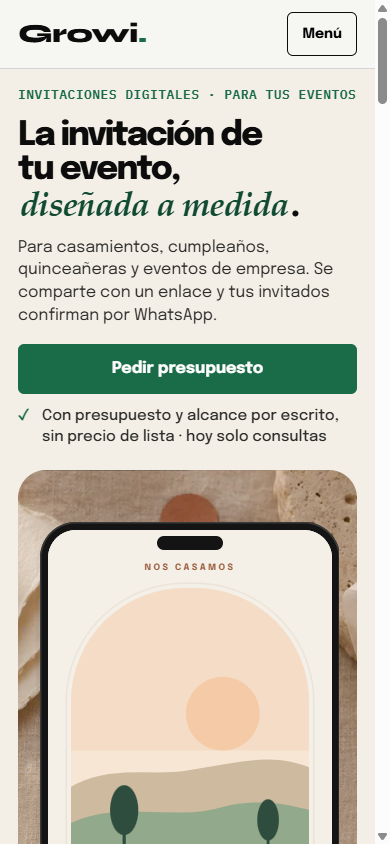 Growi.
Menú
INVITACIONES DIGITALES · PARA TUS EVENTOS
La invitación de
tu evento,
diseñada a medida.
Para casamientos, cumpleaños,
quinceañeras y eventos de empresa. Se
comparte con un enlace y tus invitados
confirman por WhatsApp.
Pedir presupuesto
✓ Con presupuesto y alcance por escrito,
sin precio de lista · hoy solo consultas
NOS CASAMOS